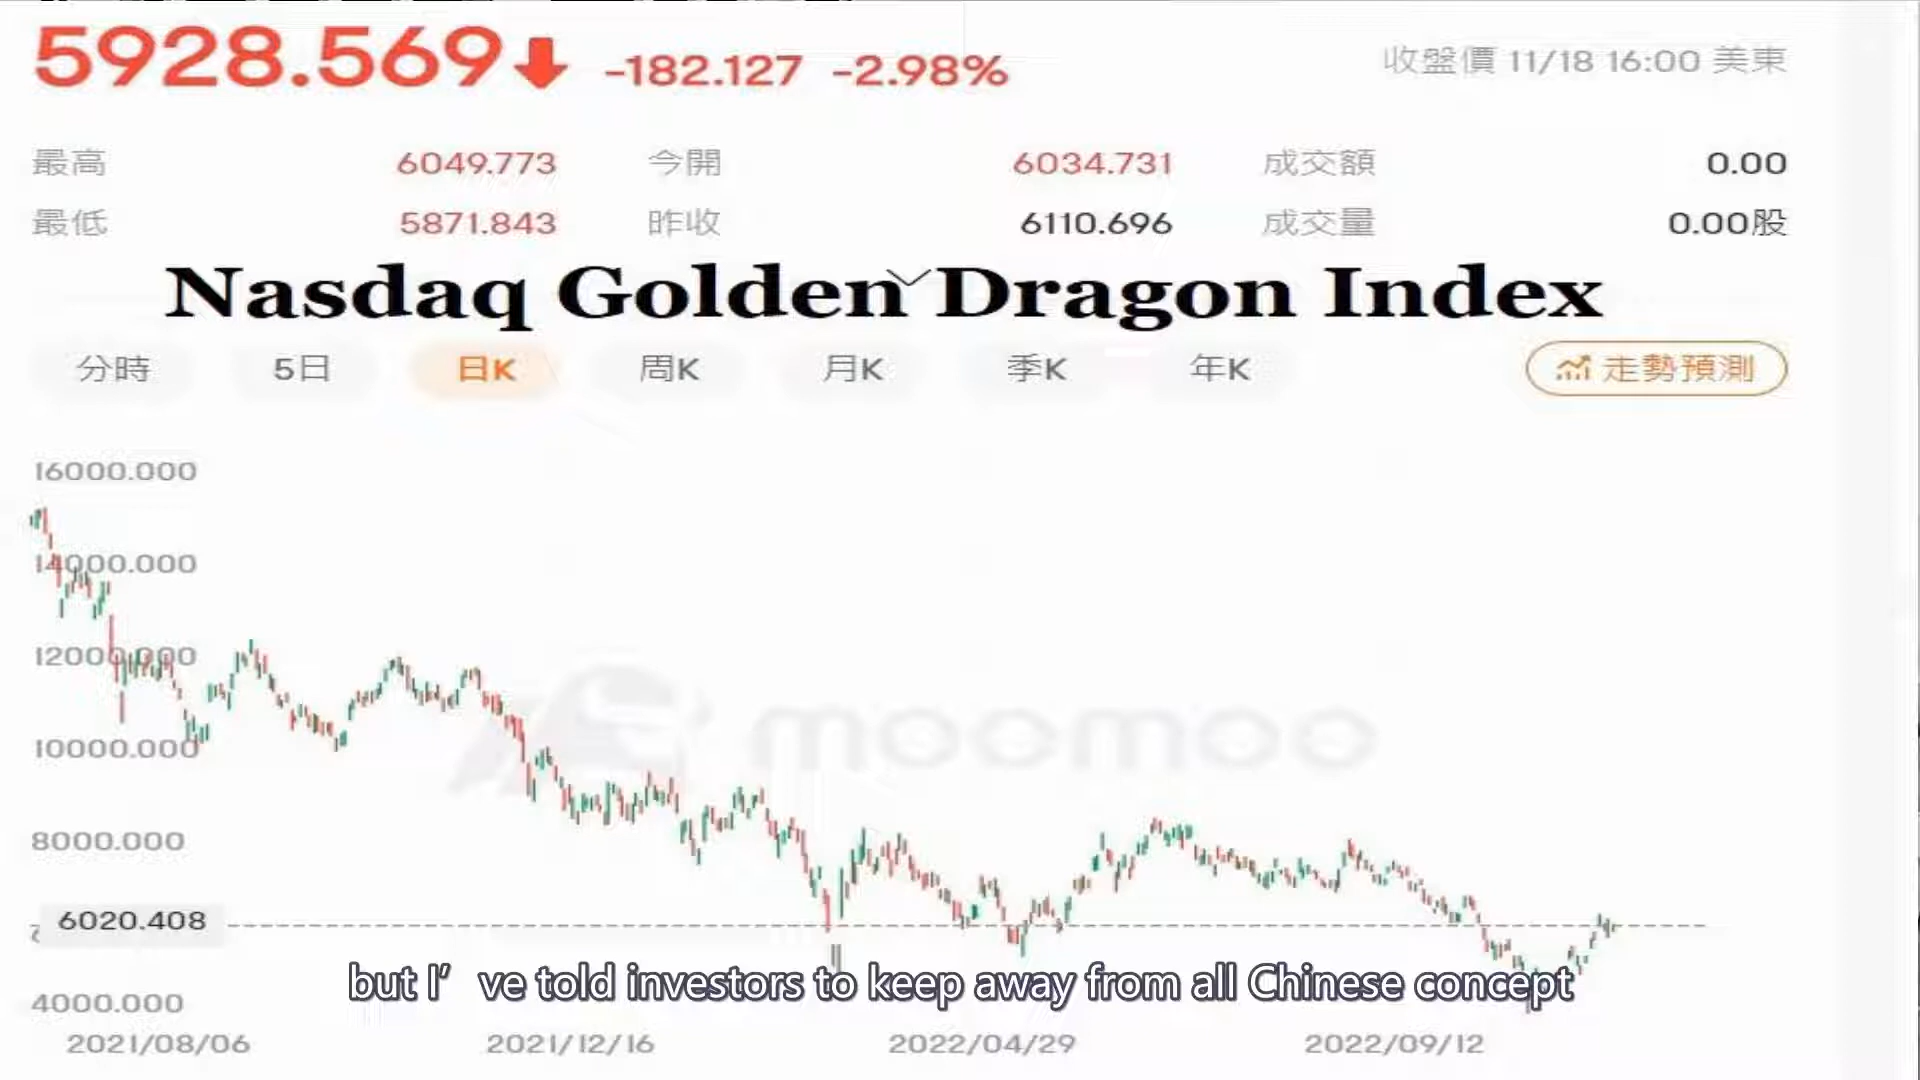 5928.569 -182.127 -2.98% 收盤價 11/18 16:00 美東
最高 6049.773 今開 6034.731 成交額 0.00
最低 5871.843 昨收 6110.696 成交量 0.00股
Nasdaq Golden Dragon Index
分時 5日 日K 周K 月K 季K 年K 走勢預測
16000.000
14000.000
12000.000
10000.000
moomoo
8000.000
6020.408
but I’ve told investors to keep away from all Chinese concept
4000.000
2021/08/06 2021/12/16 2022/04/29 2022/09/12